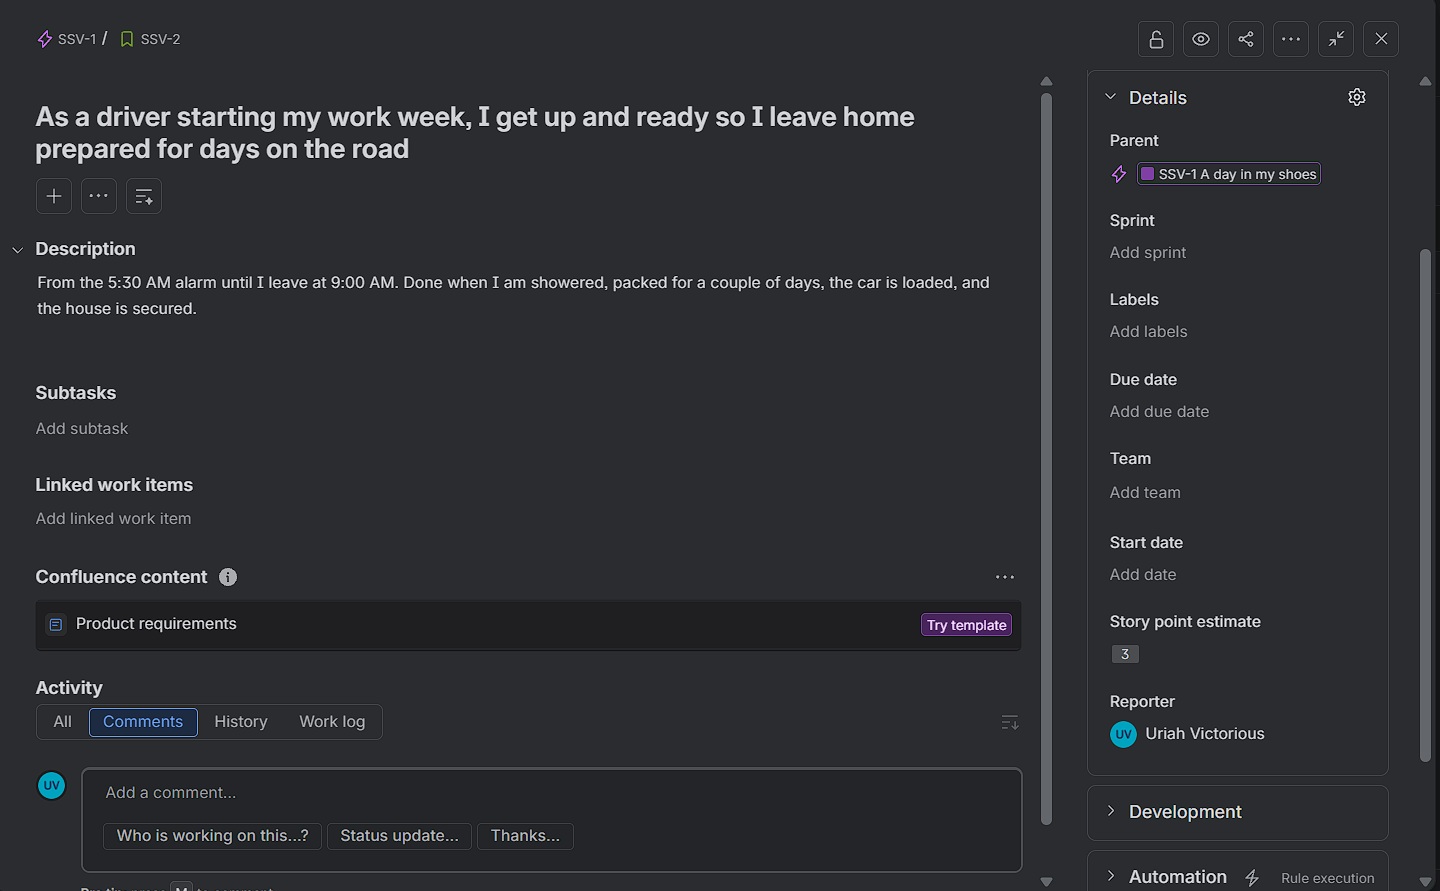 SSV-1 / SSV-2
As a driver starting my work week, I get up and ready so I leave home
prepared for days on the road
Description
From the 5:30 AM alarm until I leave at 9:00 AM. Done when I am showered, packed for a couple of days, the car is loaded, and
the house is secured.
Subtasks
Add subtask
Linked work items
Add linked work item
Confluence content
Product requirements
Try template
Activity
All
Comments
History
Work log
UV
Add a comment...
Who is working on this...?
Status update...
Thanks...
Details
Parent
SSV-1 A day in my shoes
Sprint
Add sprint
Labels
Add labels
Due date
Add due date
Team
Add team
Start date
Add date
Story point estimate
3
Reporter
UV
Uriah Victorious
Development
Automation
Rule execution